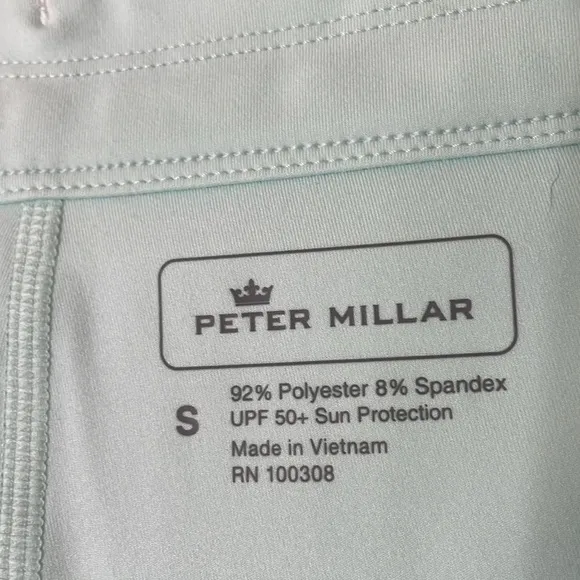 PETER MILLAR
S
92% Polyester 8% Spandex
UPF 50+ Sun Protection
Made in Vietnam
RN 100308